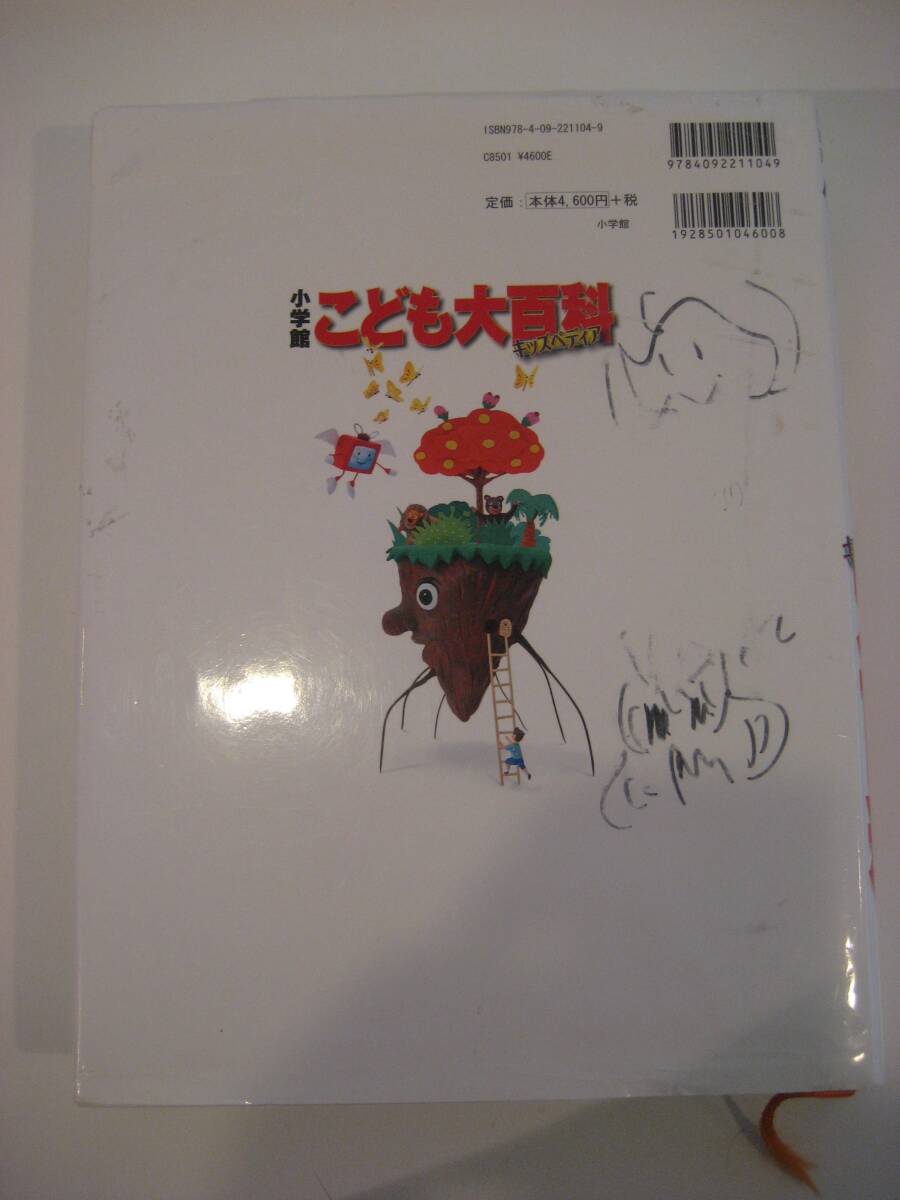 ISBN978-4-09-221104-9
C8501 ¥4600E
9784092211049
定価：本体4,600円＋税
小学館
1928501046008
小学館
こども大百科
キッズペディア